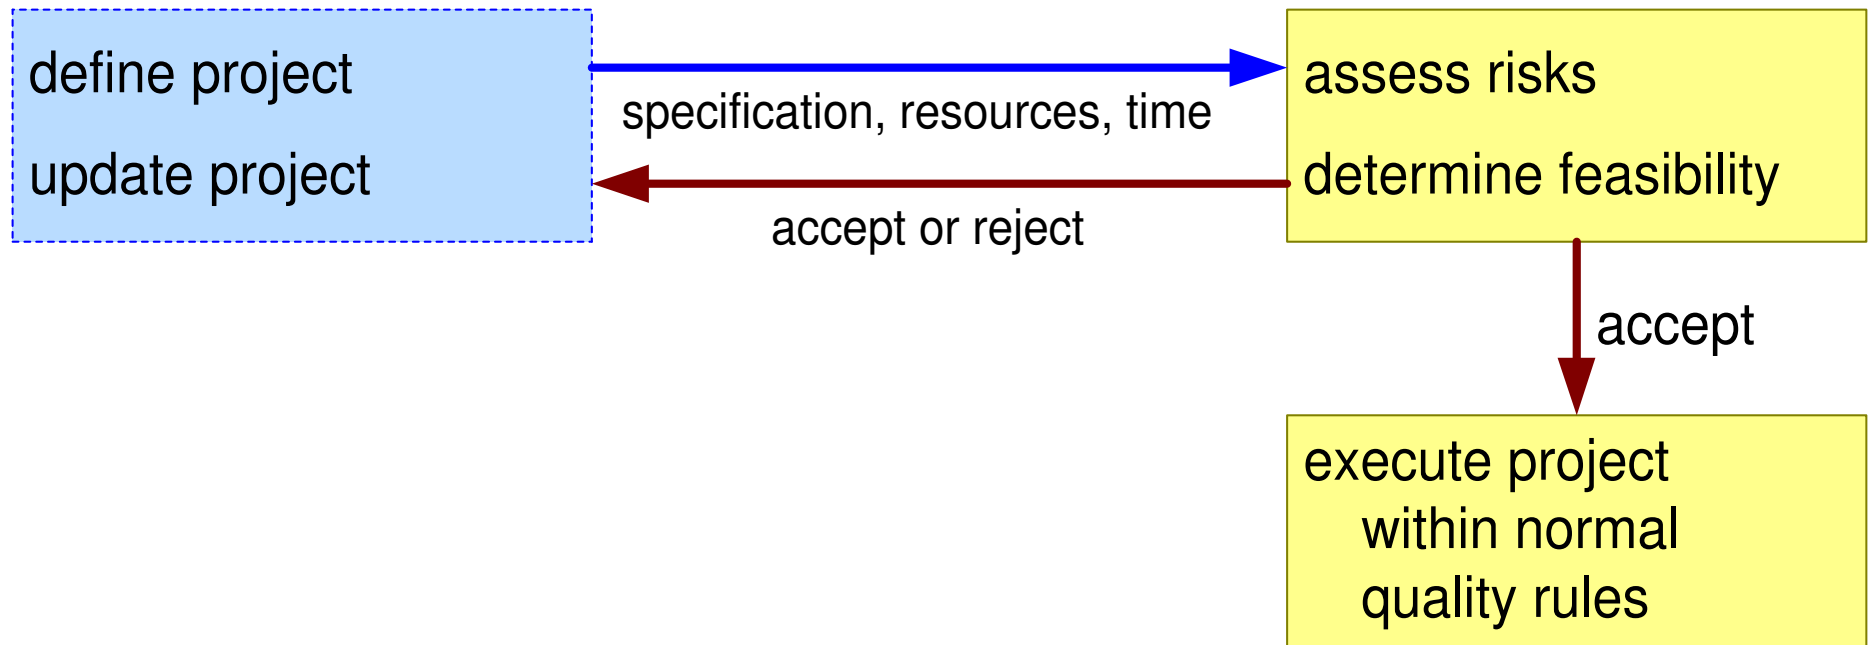 define project
update project
specification, resources, time
accept or reject
assess risks
determine feasibility
accept
execute project
within normal
quality rules